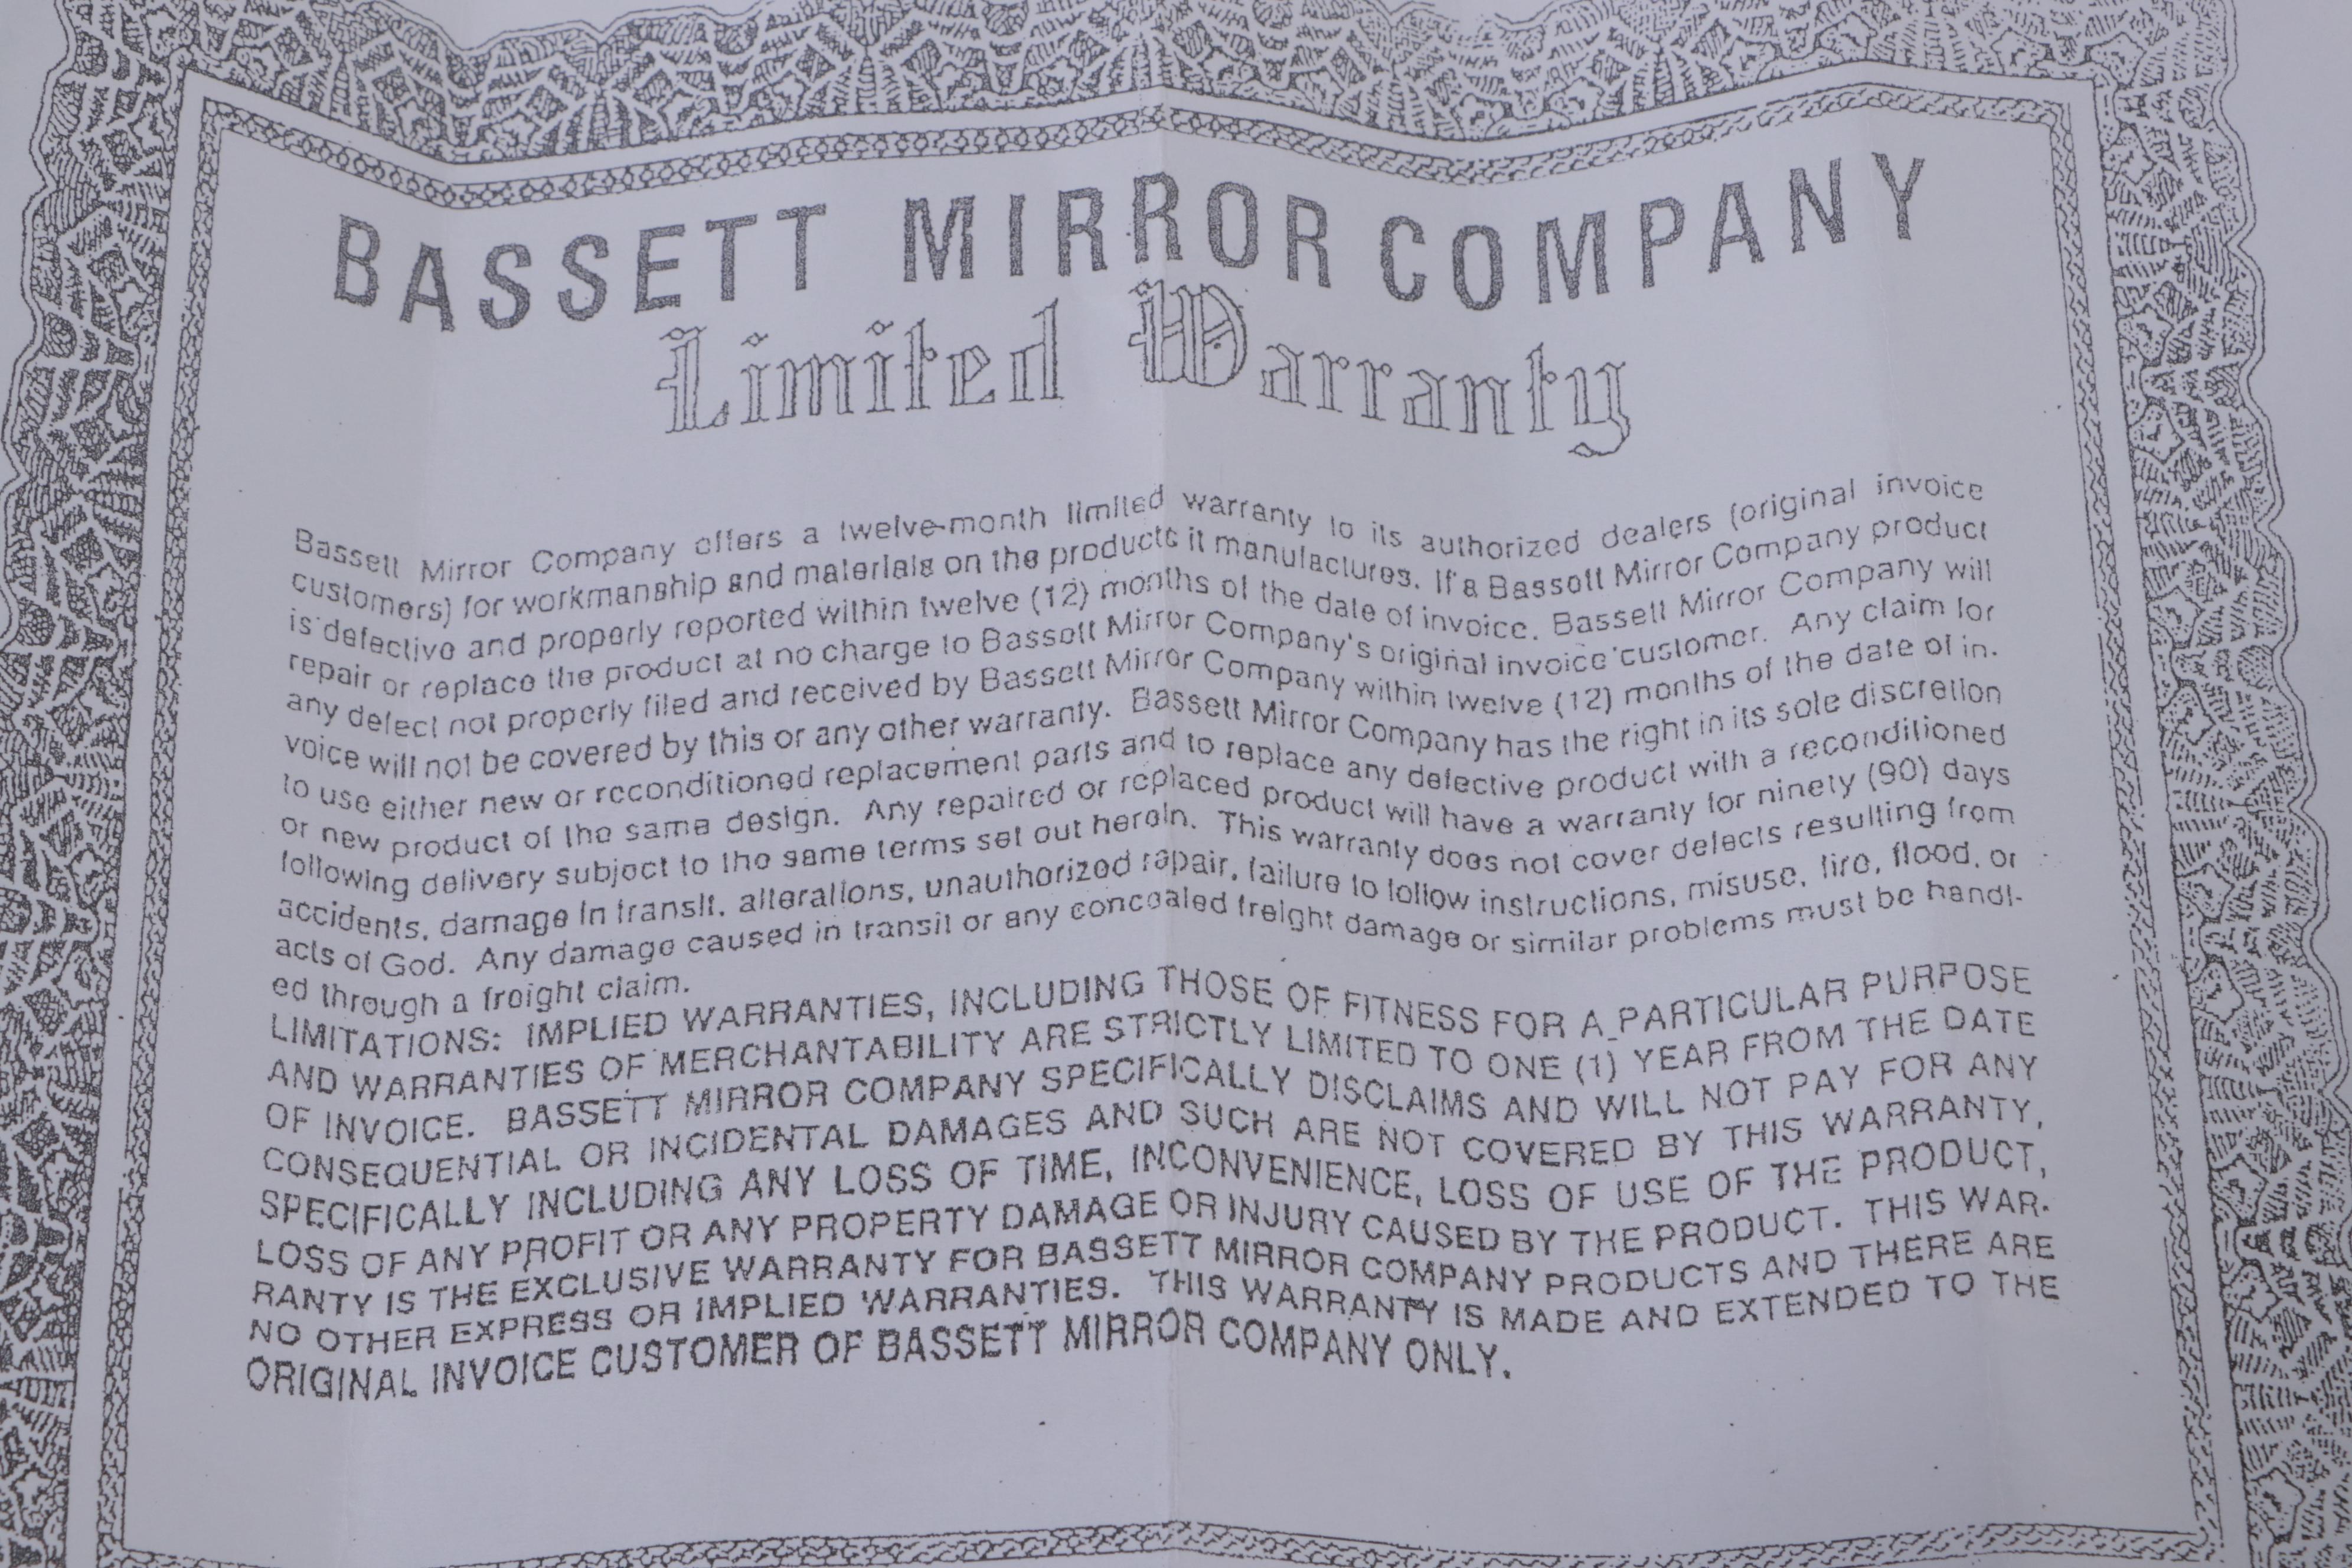 BASSETT MIRROR COMPANY
Limited Warranty
Bassett Mirror Company offers a twelve-month limited warranty to its authorized dealers (original invoice
customers) for workmanship and materials on the products it manufactures. If a Bassett Mirror Company product
is defective and properly reported within twelve (12) months of the date of invoice, Bassett Mirror Company will
repair or replace the product at no charge to Bassett Mirror Company's original invoice customer. Any claim for
any defect not properly filed and received by Bassett Mirror Company within twelve (12) months of the date of in-
voice will not be covered by this or any other warranty. Bassett Mirror Company has the right in its sole discretion
to use either new or reconditioned replacement parts and to replace any defective product with a reconditioned
or new product of the same design. Any repaired or replaced product will have a warranty for ninety (90) days
following delivery subject to the same terms set out herein. This warranty does not cover defects resulting from
accidents, damage in transit, alterations, unauthorized repair, failure to follow instructions, misuse, fire, flood, or
acts of God. Any damage caused in transit or any concealed freight damage or similar problems must be handl-
ed through a freight claim.
LIMITATIONS: IMPLIED WARRANTIES, INCLUDING THOSE OF FITNESS FOR A PARTICULAR PURPOSE
AND WARRANTIES OF MERCHANTABILITY ARE STRICTLY LIMITED TO ONE (1) YEAR FROM THE DATE
OF INVOICE. BASSETT MIRROR COMPANY SPECIFICALLY DISCLAIMS AND WILL NOT PAY FOR ANY
CONSEQUENTIAL OR INCIDENTAL DAMAGES AND SUCH ARE NOT COVERED BY THIS WARRANTY,
SPECIFICALLY INCLUDING ANY LOSS OF TIME, INCONVENIENCE, LOSS OF USE OF THE PRODUCT,
LOSS OF ANY PROFIT OR ANY PROPERTY DAMAGE OR INJURY CAUSED BY THE PRODUCT. THIS WAR-
RANTY IS THE EXCLUSIVE WARRANTY FOR BASSETT MIRROR COMPANY PRODUCTS AND THERE ARE
NO OTHER EXPRESS OR IMPLIED WARRANTIES. THIS WARRANTY IS MADE AND EXTENDED TO THE
ORIGINAL INVOICE CUSTOMER OF BASSETT MIRROR COMPANY ONLY.